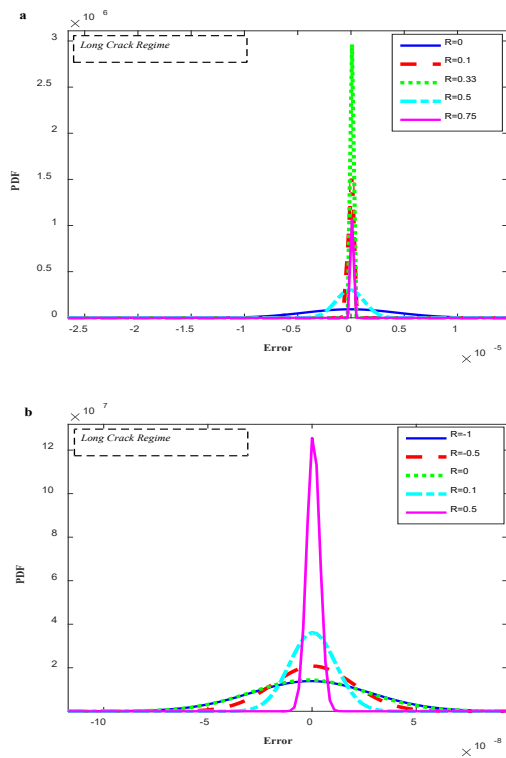 a
× 10 6
Long Crack Regime
R=0
R=0.1
R=0.33
R=0.5
R=0.75
3
2.5
2
1.5
1
0.5
0
PDF
-2.5 -2 -1.5 -1 -0.5 0 0.5 1
Error
× 10 -5
b
× 10 7
Long Crack Regime
R=-1
R=-0.5
R=0
R=0.1
R=0.5
12
10
8
6
4
2
PDF
-10 -5 0 5
Error
× 10 -8